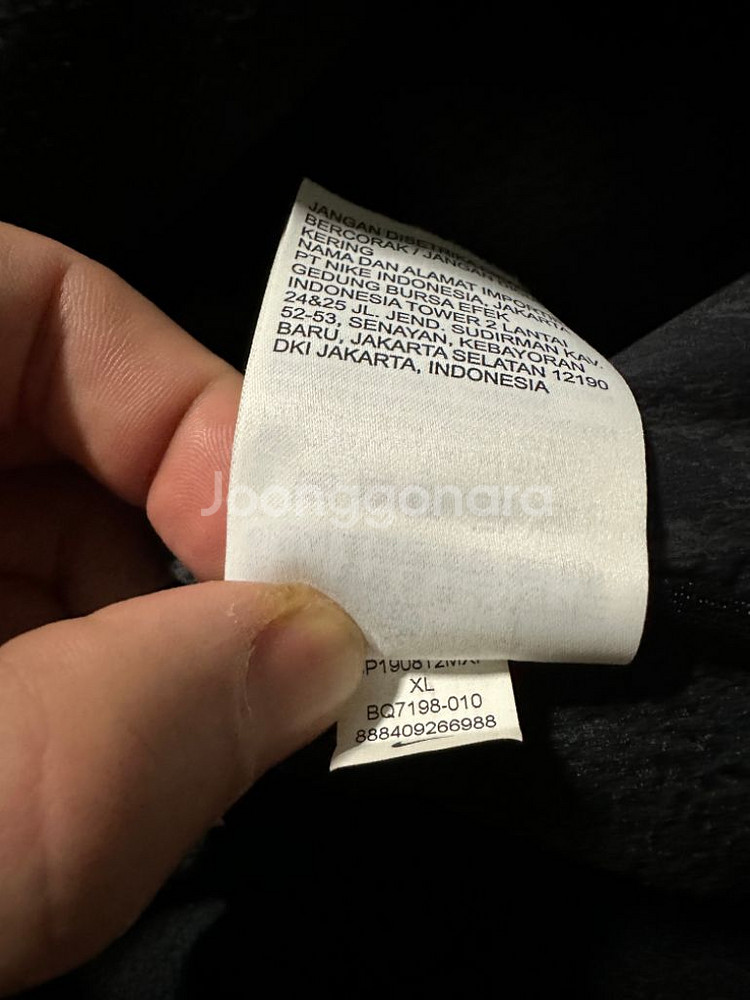 JANGAN DISETRIKA
BERCORAK / JANGAN
KERING
NAMA DAN ALAMAT IMPORTIR
PT NIKE INDONESIA, JAKARTA
GEDUNG BURSA EFEK
INDONESIA TOWER 2 LANTAI
24&25 JL. JEND. SUDIRMAN KAV.
52-53, SENAYAN, KEBAYORAN
BARU, JAKARTA SELATAN 12190
DKI JAKARTA, INDONESIA
Joonggonara
XL
BQ7198-010
888409266988